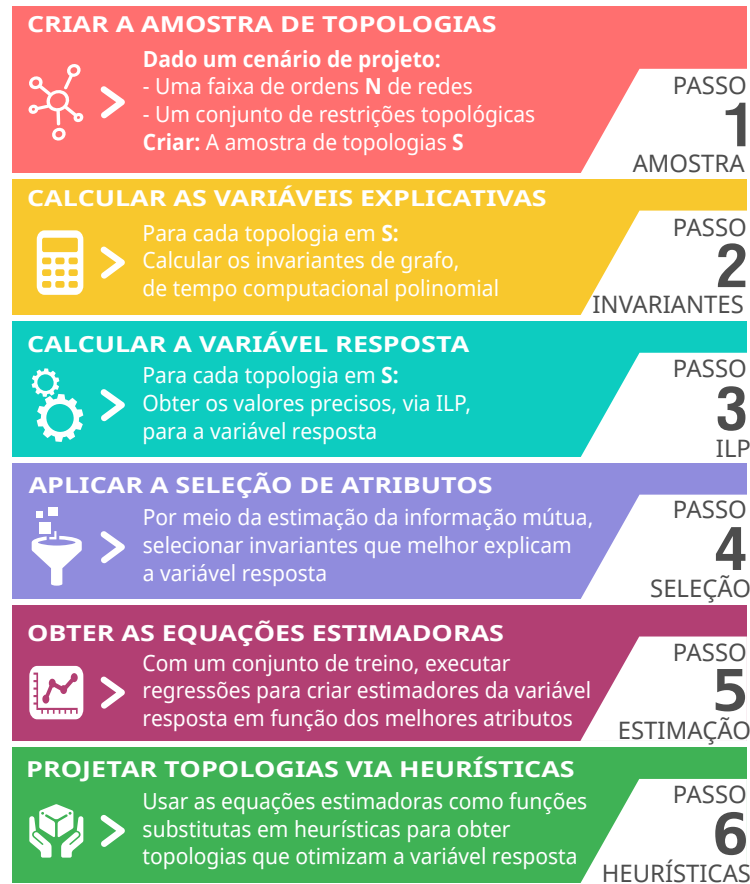 CRIAR A AMOSTRA DE TOPOLOGIAS
Dado um cenário de projeto:
- Uma faixa de ordens N de redes
- Um conjunto de restrições topológicas
Criar: A amostra de topologias S
PASSO
1
AMOSTRA
CALCULAR AS VARIÁVEIS EXPLICATIVAS
Para cada topologia em S:
Calcular os invariantes de grafo,
de tempo computacional polinomial
PASSO
2
INVARIANTES
CALCULAR A VARIÁVEL RESPOSTA
Para cada topologia em S:
Obter os valores precisos, via ILP,
para a variável resposta
PASSO
3
ILP
APLICAR A SELEÇÃO DE ATRIBUTOS
Por meio da estimação da informação mútua,
selecionar invariantes que melhor explicam
a variável resposta
PASSO
4
SELEÇÃO
OBTER AS EQUAÇÕES ESTIMADORAS
Com um conjunto de treino, executar
regressões para criar estimadores da variável
resposta em função dos melhores atributos
PASSO
5
ESTIMAÇÃO
PROJETAR TOPOLOGIAS VIA HEURÍSTICAS
Usar as equações estimadoras como funções
substitutas em heurísticas para obter
topologias que otimizam a variável resposta
PASSO
6
HEURÍSTICAS